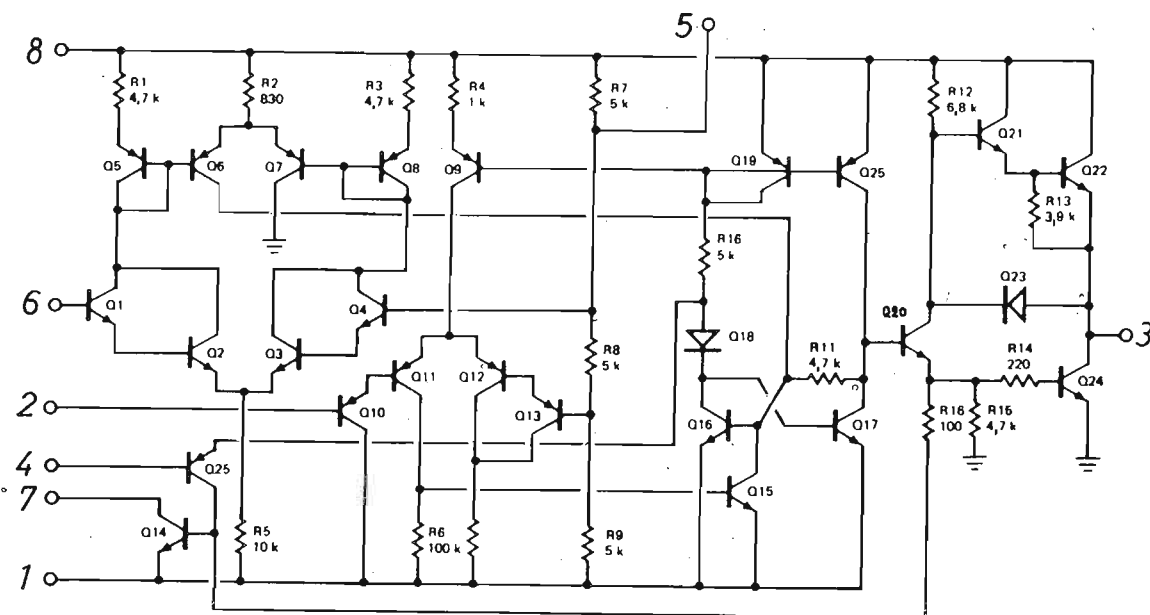 8
5
R1
4,7 k
R2
830
R3
4,7 k
R4
1 k
R7
5 k
R12
6,8 k
Q21
Q5
Q6
Q7
Q8
Q9
Q19
Q25
Q22
R13
3,9 k
R16
5 k
Q23
6
Q1
Q4
Q20
3
Q2
Q3
R8
5 k
Q18
R11
4,7 k
R14
220
Q11
Q12
Q24
2
Q10
Q13
Q16
Q17
R18
100
R15
4,7 k
4
Q25
Q15
7
Q14
R5
10 k
R6
100 k
R9
5 k
1